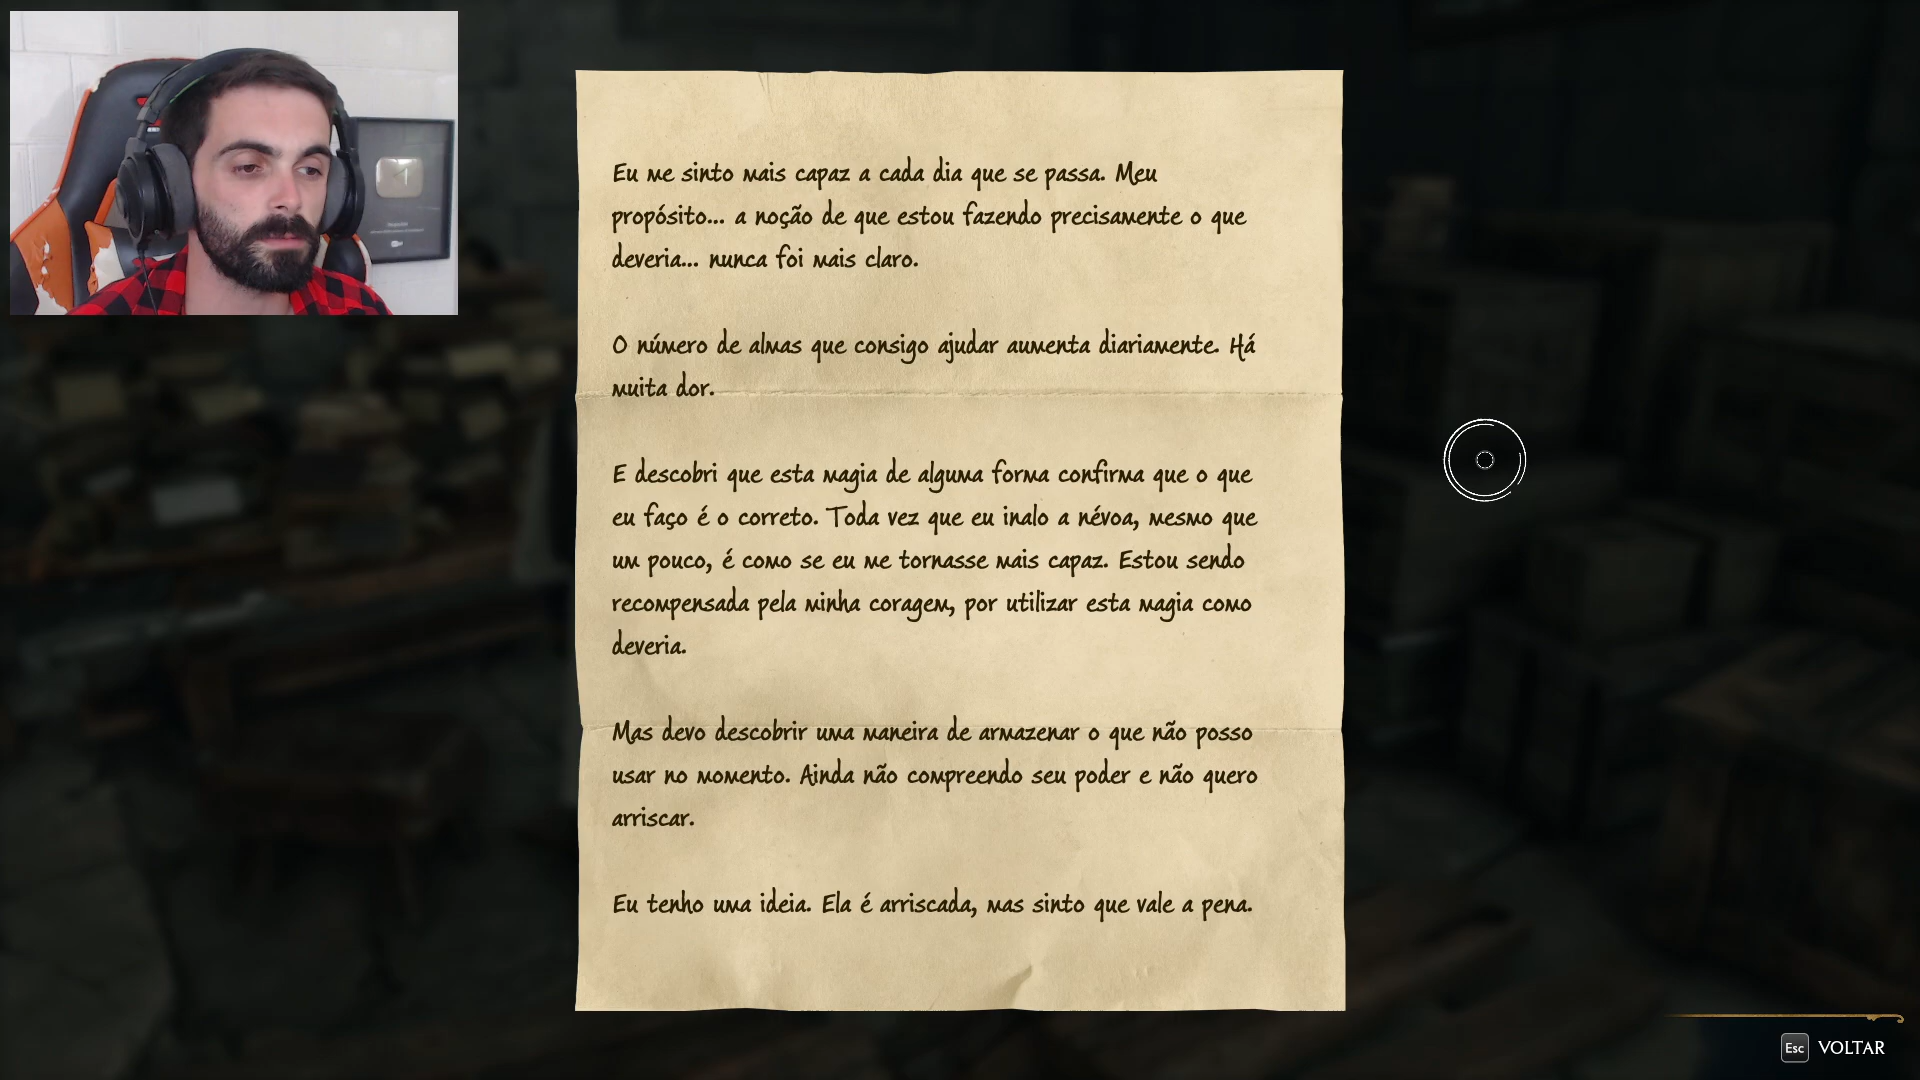 Eu me sinto mais capaz a cada dia que se passa. Meu
propósito... a noção de que estou fazendo precisamente o que
deveria... nunca foi mais claro.
O número de almas que consigo ajudar aumenta diariamente. Há
muita dor.
E descobri que esta magia de alguma forma confirma que o que
eu faço é o correto. Toda vez que eu inalo a névoa, mesmo que
um pouco, é como se eu me tornasse mais capaz. Estou sendo
recompensada pela minha coragem, por utilizar esta magia como
deveria.
Mas devo descobrir uma maneira de armazenar o que não posso
usar no momento. Ainda não compreendo seu poder e não quero
arriscar.
Eu tenho uma ideia. Ela é arriscada, mas sinto que vale a pena.
Esc VOLTAR